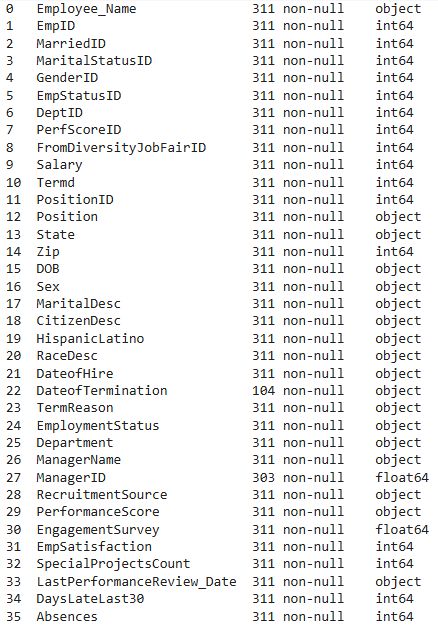 0 Employee_Name 311 non-null object
1 EmpID 311 non-null int64
2 MarriedID 311 non-null int64
3 MaritalStatusID 311 non-null int64
4 GenderID 311 non-null int64
5 EmpStatusID 311 non-null int64
6 DeptID 311 non-null int64
7 PerfScoreID 311 non-null int64
8 FromDiversityJobFairID 311 non-null int64
9 Salary 311 non-null int64
10 Termd 311 non-null int64
11 PositionID 311 non-null int64
12 Position 311 non-null object
13 State 311 non-null object
14 Zip 311 non-null int64
15 DOB 311 non-null object
16 Sex 311 non-null object
17 MaritalDesc 311 non-null object
18 CitizenDesc 311 non-null object
19 HispanicLatino 311 non-null object
20 RaceDesc 311 non-null object
21 DateofHire 311 non-null object
22 DateofTermination 104 non-null object
23 TermReason 311 non-null object
24 EmploymentStatus 311 non-null object
25 Department 311 non-null object
26 ManagerName 311 non-null object
27 ManagerID 303 non-null float64
28 RecruitmentSource 311 non-null object
29 PerformanceScore 311 non-null object
30 EngagementSurvey 311 non-null float64
31 EmpSatisfaction 311 non-null int64
32 SpecialProjectsCount 311 non-null int64
33 LastPerformanceReview_Date 311 non-null object
34 DaysLateLast30 311 non-null int64
35 Absences 311 non-null int64